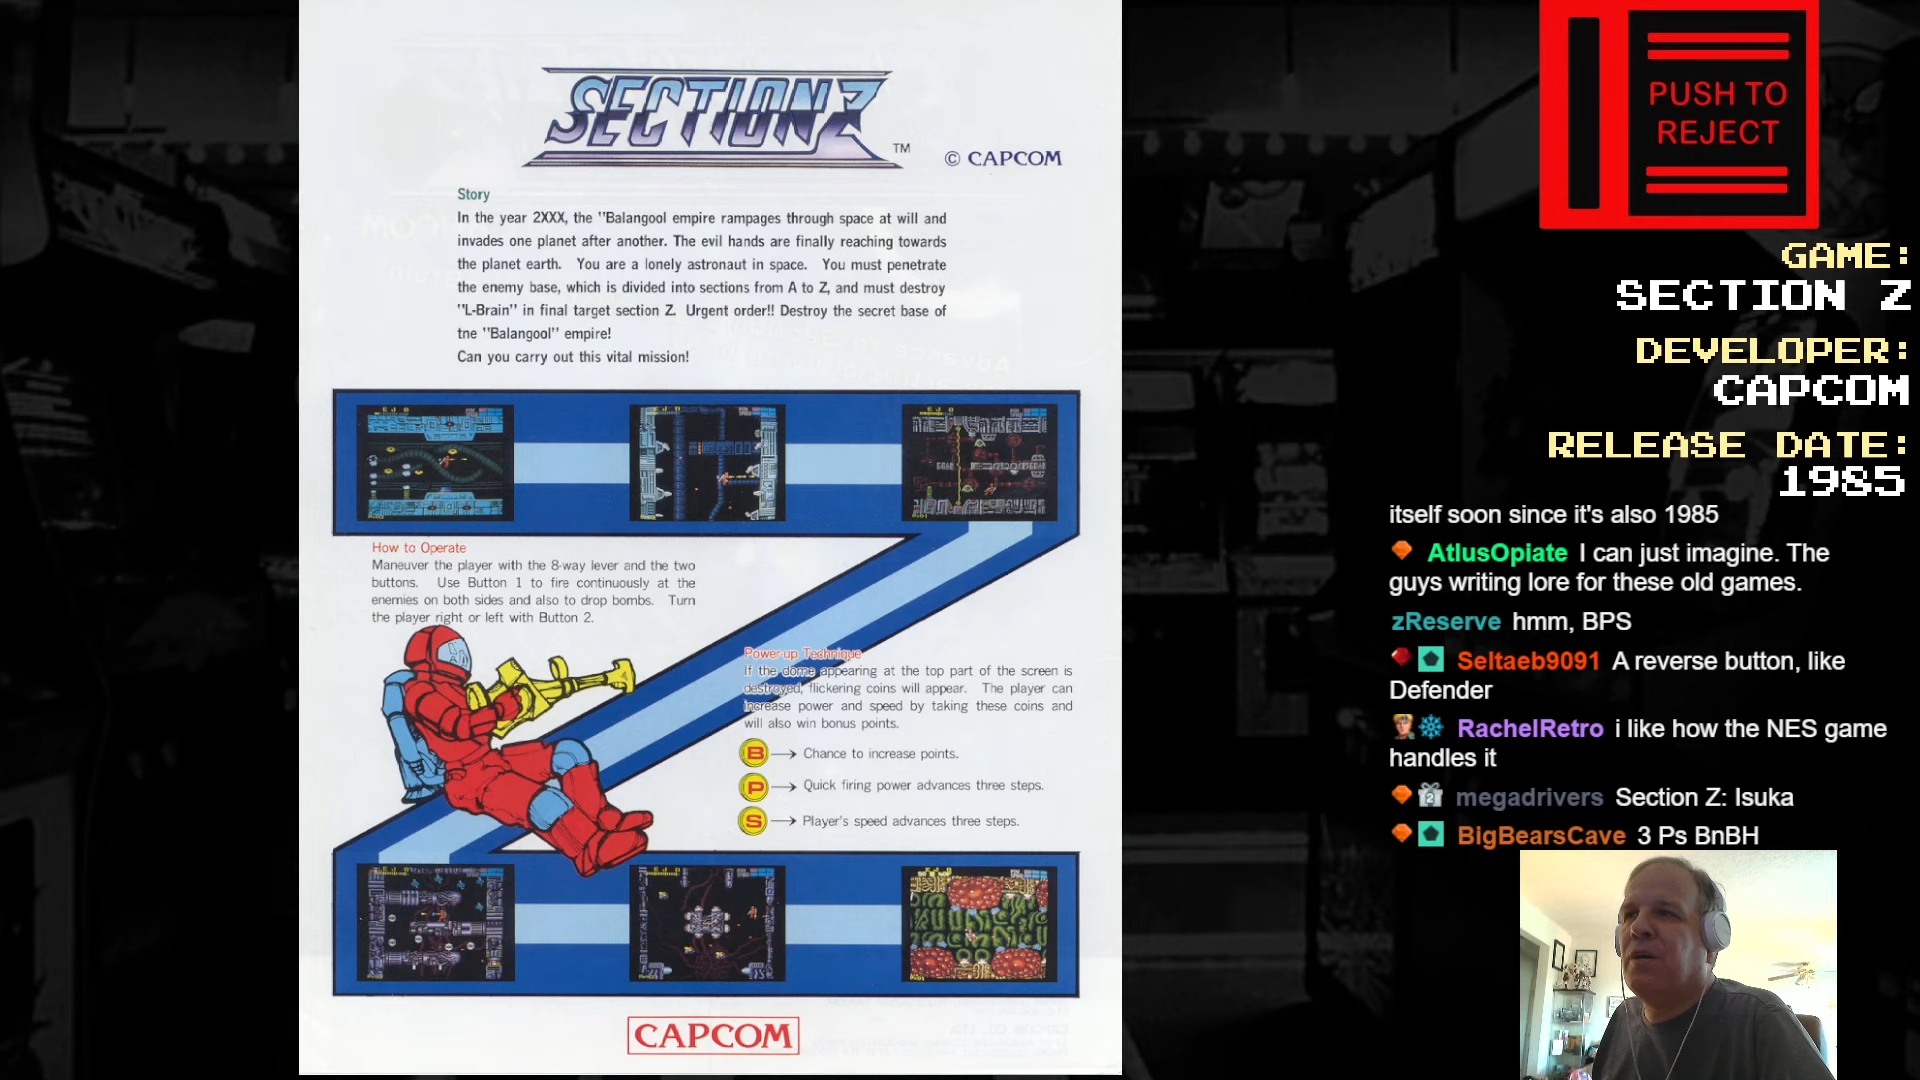 SECTION Z
TM
© CAPCOM
Story
In the year 2XXX, the "Balangool empire rampages through space at will and
invades one planet after another. The evil hands are finally reaching towards
the planet earth. You are a lonely astronaut in space. You must penetrate
the enemy base, which is divided into sections from A to Z, and must destroy
"L-Brain" in final target section Z. Urgent order!! Destroy the secret base of
tne "Balangool" empire!
Can you carry out this vital mission!
How to Operate
Maneuver the player with the 8-way lever and the two
buttons. Use Button 1 to fire continuously at the
enemies on both sides and also to drop bombs. Turn
the player right or left with Button 2.
Power-up Technique
If the dome appearing at the top part of the screen is
destroyed, flickering coins will appear. The player can
increase power and speed by taking these coins and
will also win bonus points.
B → Chance to increase points.
P → Quick firing power advances three steps.
S → Player's speed advances three steps.
CAPCOM
PUSH TO
REJECT
GAME:
SECTION Z
DEVELOPER:
CAPCOM
RELEASE DATE:
1985
itself soon since it's also 1985
AtlusOpiate I can just imagine. The
guys writing lore for these old games.
zReserve hmm, BPS
Seltaeb9091 A reverse button, like
Defender
RachelRetro i like how the NES game
handles it
megadrivers Section Z: Isuka
BigBearsCave 3 Ps BnBH